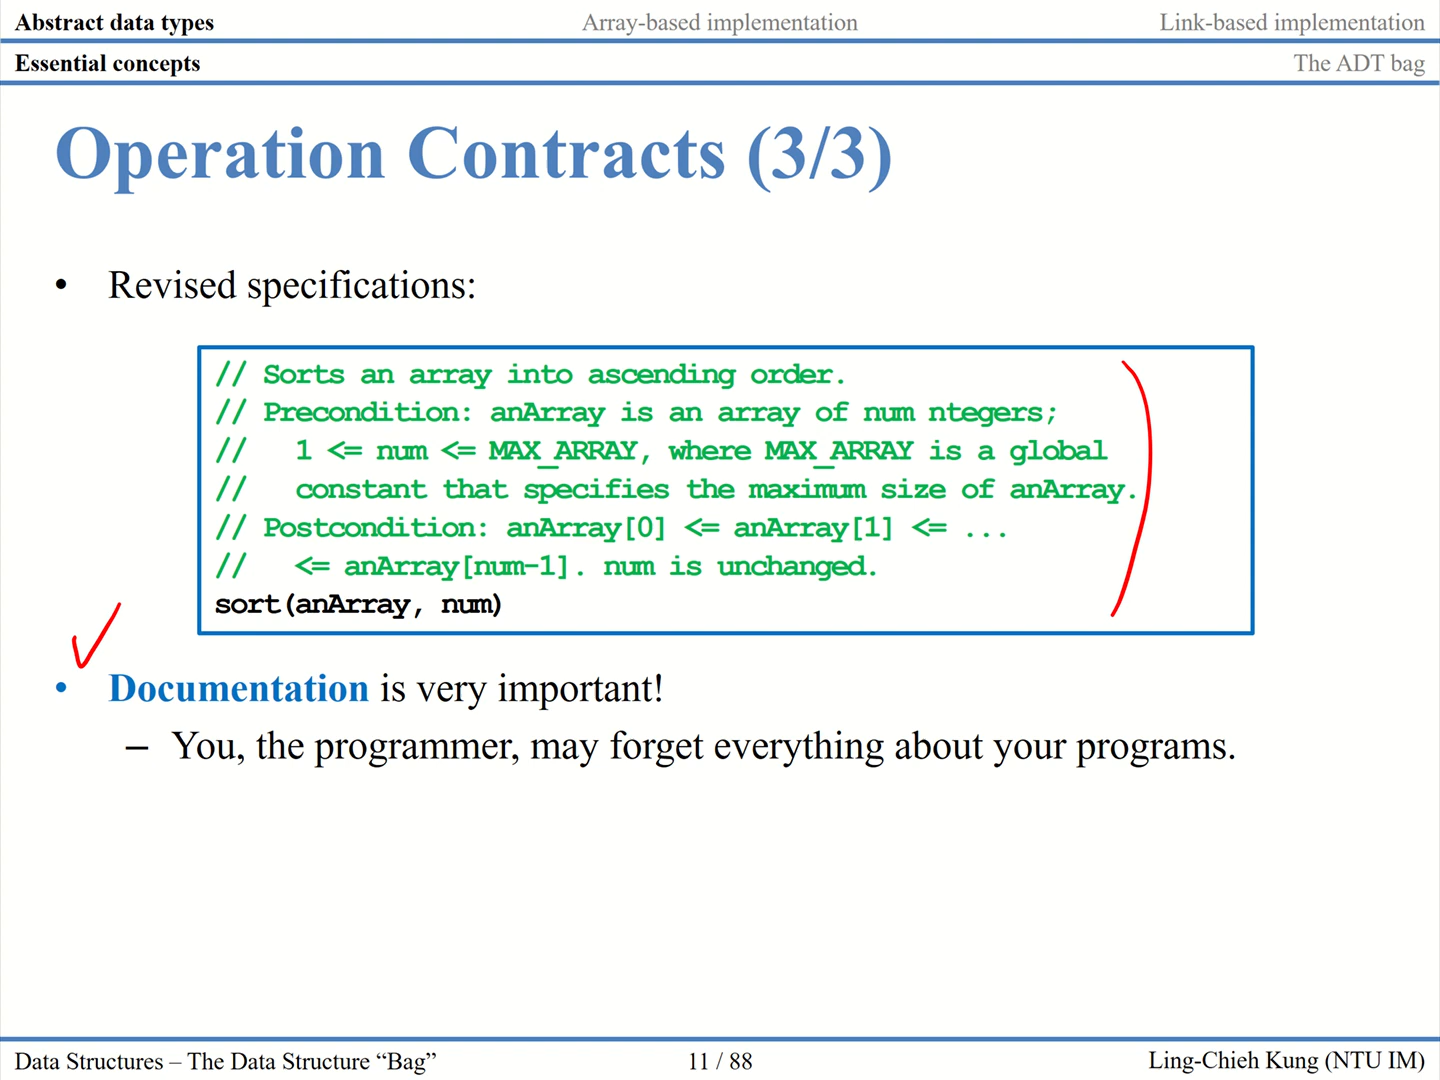 Abstract data types Array-based implementation Link-based implementation
Essential concepts The ADT bag
Operation Contracts (3/3)
• Revised specifications:
// Sorts an array into ascending order.
// Precondition: anArray is an array of num ntegers;
// 1 <= num <= MAX_ARRAY, where MAX_ARRAY is a global
// constant that specifies the maximum size of anArray.
// Postcondition: anArray[0] <= anArray[1] <= ...
// <= anArray[num-1]. num is unchanged.
sort(anArray, num)
• Documentation is very important!
– You, the programmer, may forget everything about your programs.
Data Structures – The Data Structure “Bag” 11 / 88 Ling-Chieh Kung (NTU IM)